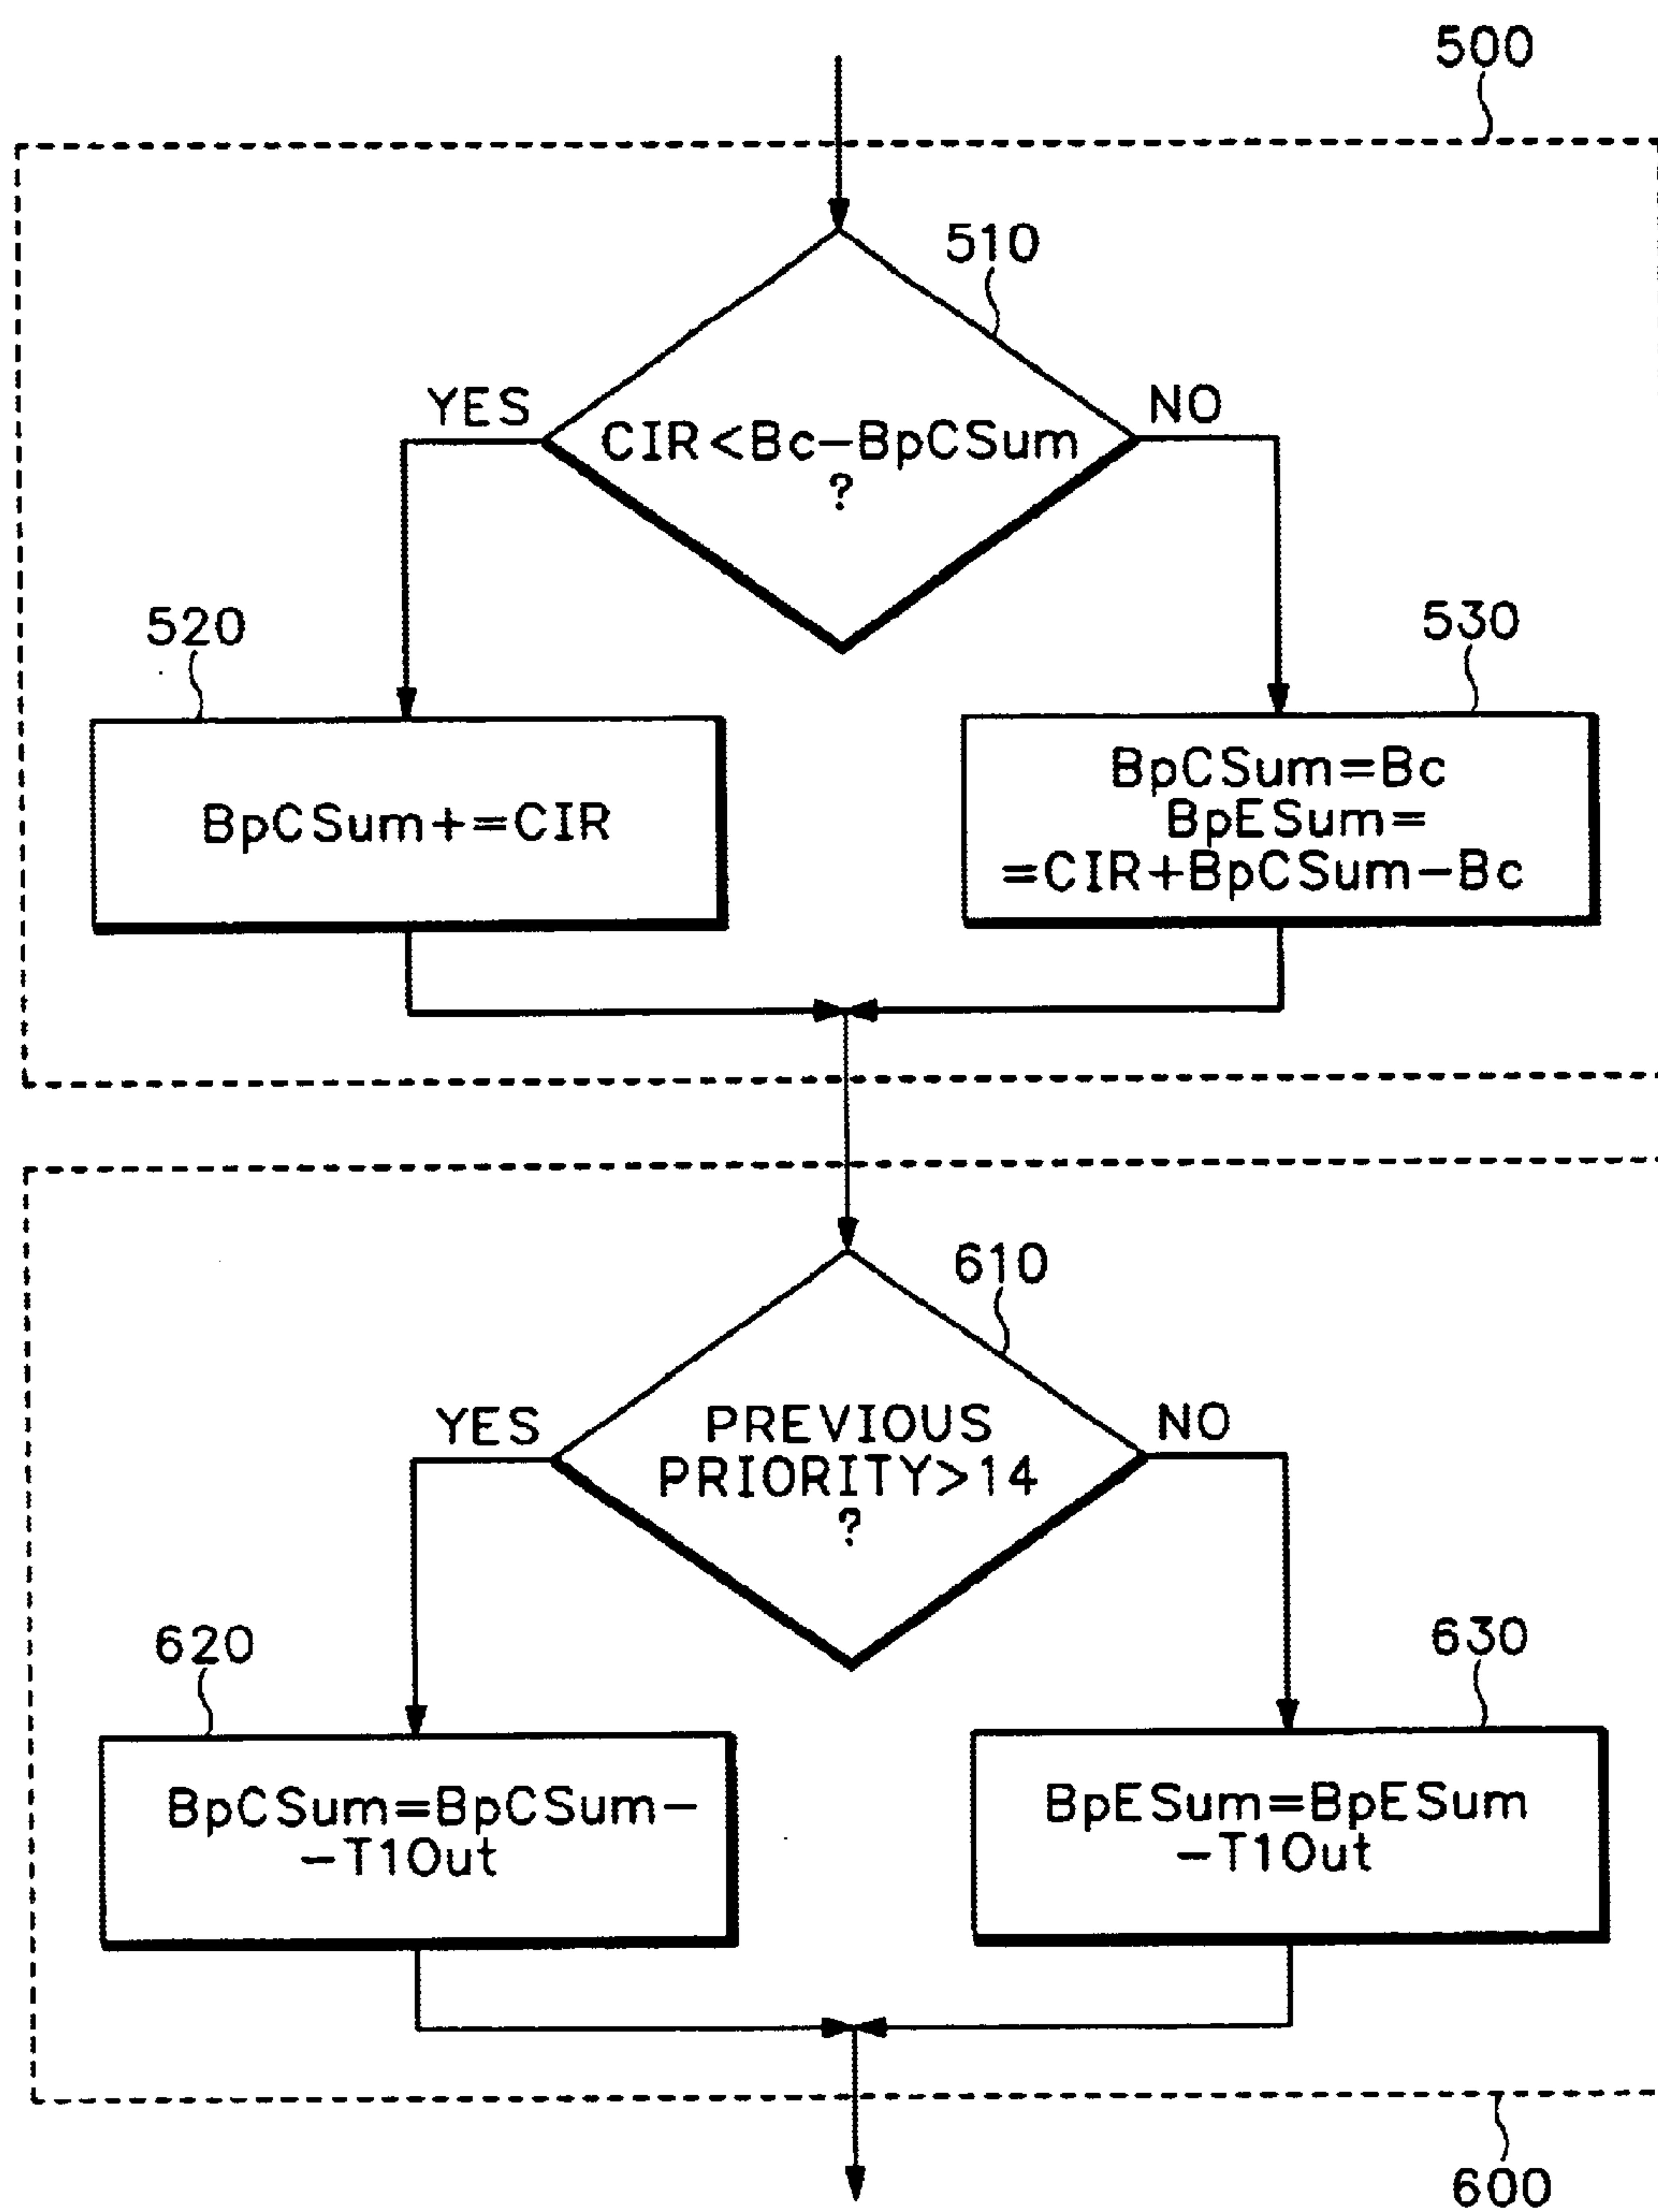 500
510
YES
NO
CIR<Bc-BpCSum
?
520
530
BpCSum+=CIR
BpCSum=Bc
BpESum=
=CIR+BpCSum-Bc
610
YES
NO
PREVIOUS
PRIORITY>14
?
620
630
BpCSum=BpCSum-
-T1Out
BpESum=BpESum
-T1Out
600